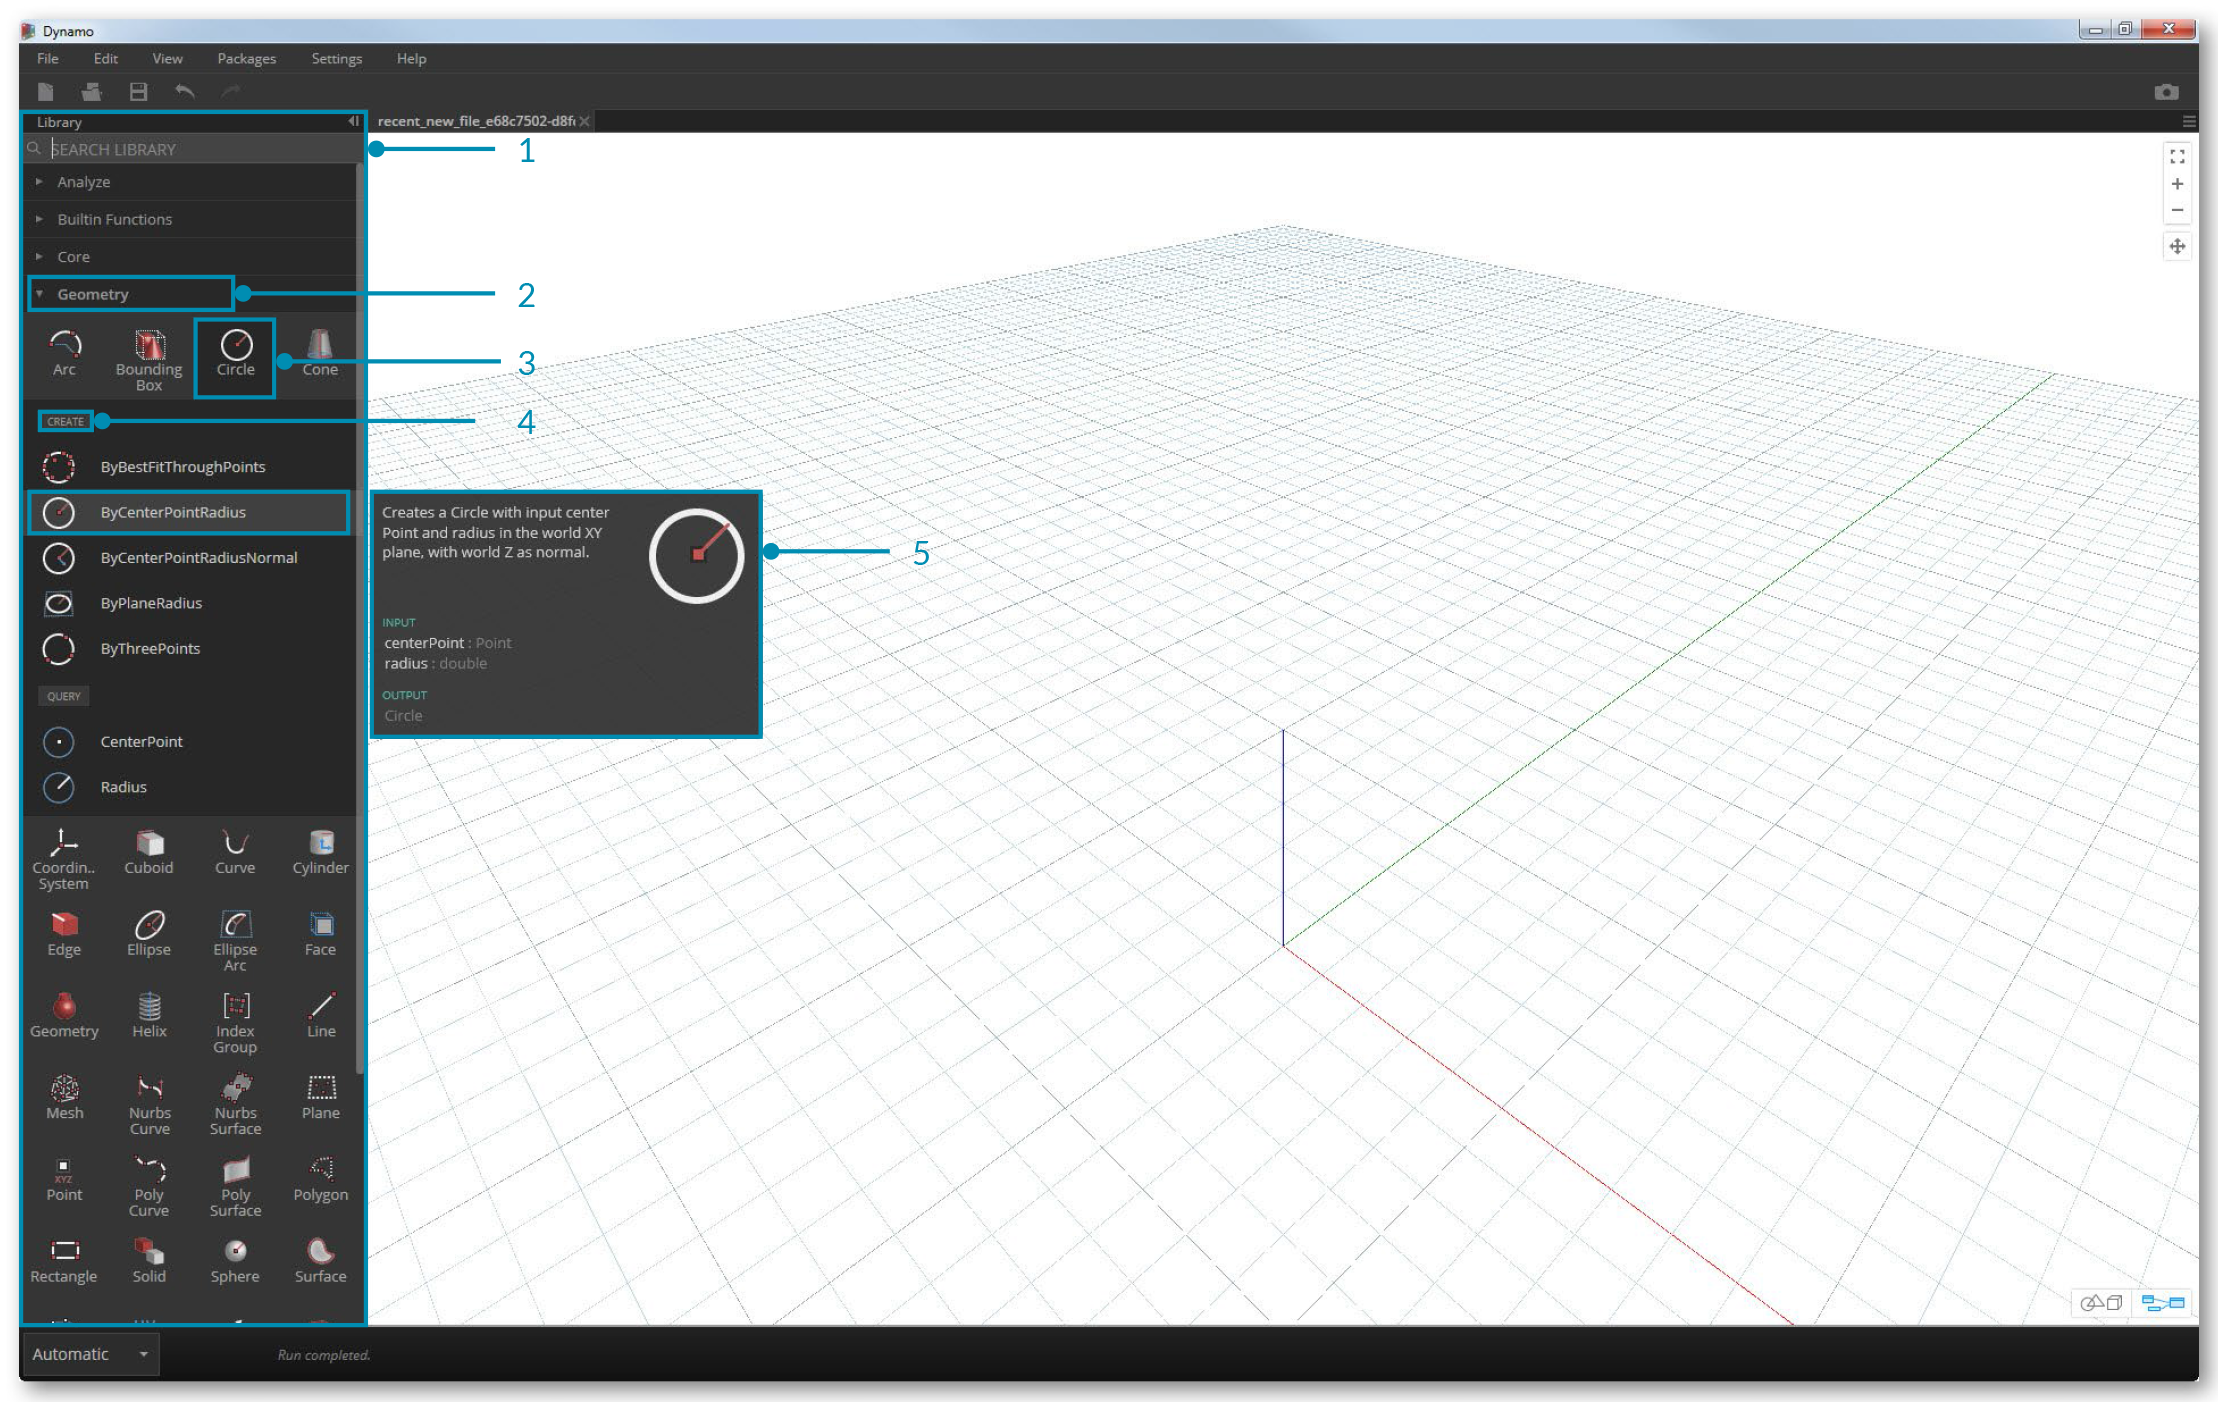 Dynamo
File Edit View Packages Settings Help
Library
recent_new_file_e68c7502-d8f
SEARCH LIBRARY
1
Analyze
Builtin Functions
Core
Geometry
2
Arc
Bounding
Box
Circle
Cone
3
CREATE
4
ByBestFitThroughPoints
ByCenterPointRadius
ByCenterPointRadiusNormal
ByPlaneRadius
ByThreePoints
Creates a Circle with input center
Point and radius in the world XY
plane, with world Z as normal.
5
INPUT
centerPoint : Point
radius : double
OUTPUT
Circle
QUERY
CenterPoint
Radius
Coordin..
System
Cuboid
Curve
Cylinder
Edge
Ellipse
Ellipse
Arc
Face
Geometry
Helix
Index
Group
Line
Mesh
Nurbs
Curve
Nurbs
Surface
Plane
XYZ
Point
Poly
Curve
Poly
Surface
Polygon
Rectangle
Solid
Sphere
Surface
Automatic
Run completed.